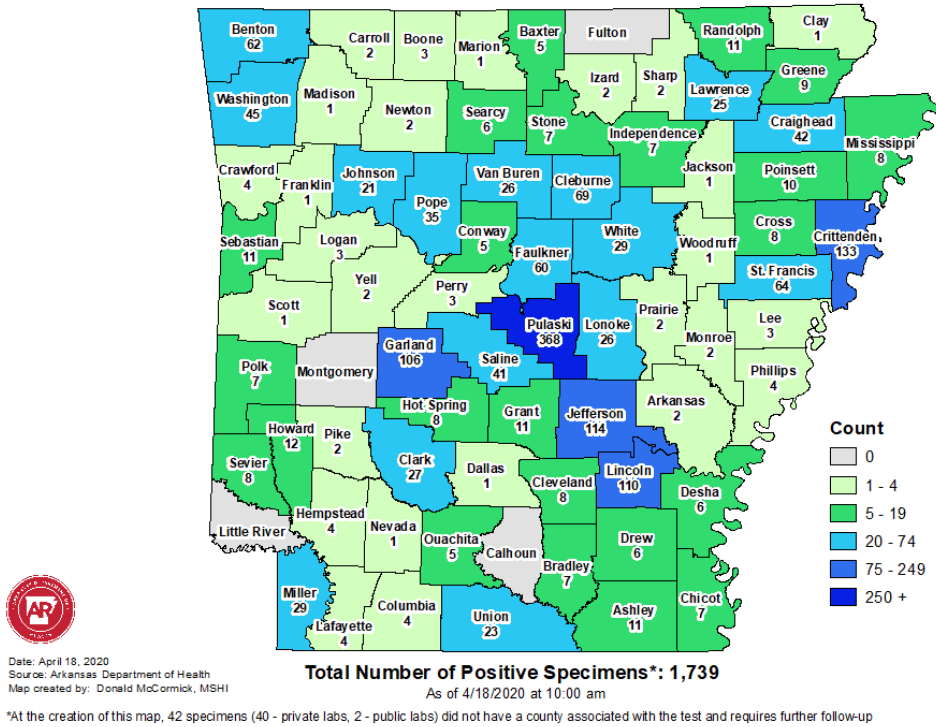 Benton
62
Carroll
2
Boone
3
Marion
1
Baxter
5
Fulton
Randolph
11
Clay
1
Izard
2
Sharp
2
Lawrence
25
Greene
9
Washington
45
Madison
1
Newton
2
Searcy
6
Stone
7
Independence
7
Craighead
42
Mississippi
8
Crawford
4
Franklin
1
Johnson
21
Pope
35
Van Buren
26
Cleburne
69
Jackson
1
Poinsett
10
Sebastian
11
Logan
3
Conway
5
Faulkner
60
White
29
Woodruff
1
Cross
8
Crittenden
133
St. Francis
64
Scott
1
Yell
2
Perry
3
Pulaski
368
Lonoke
26
Prairie
2
Monroe
2
Lee
3
Phillips
4
Polk
7
Montgomery
Garland
106
Saline
41
Hot Spring
8
Grant
11
Jefferson
114
Arkansas
2
Howard
12
Pike
2
Clark
27
Dallas
1
Cleveland
8
Lincoln
110
Desha
6
Sevier
8
Little River
Hempstead
4
Nevada
1
Ouachita
5
Calhoun
Bradley
7
Drew
6
Miller
29
Lafayette
4
Columbia
4
Union
23
Ashley
11
Chicot
7
Count
0
1 - 4
5 - 19
20 - 74
75 - 249
250 +
AR
Date: April 18, 2020
Source: Arkansas Department of Health
Map created by: Donald McCormick, MSHI
Total Number of Positive Specimens*: 1,739
As of 4/18/2020 at 10:00 am
*At the creation of this map, 42 specimens (40 - private labs, 2 - public labs) did not have a county associated with the test and requires further follow-up